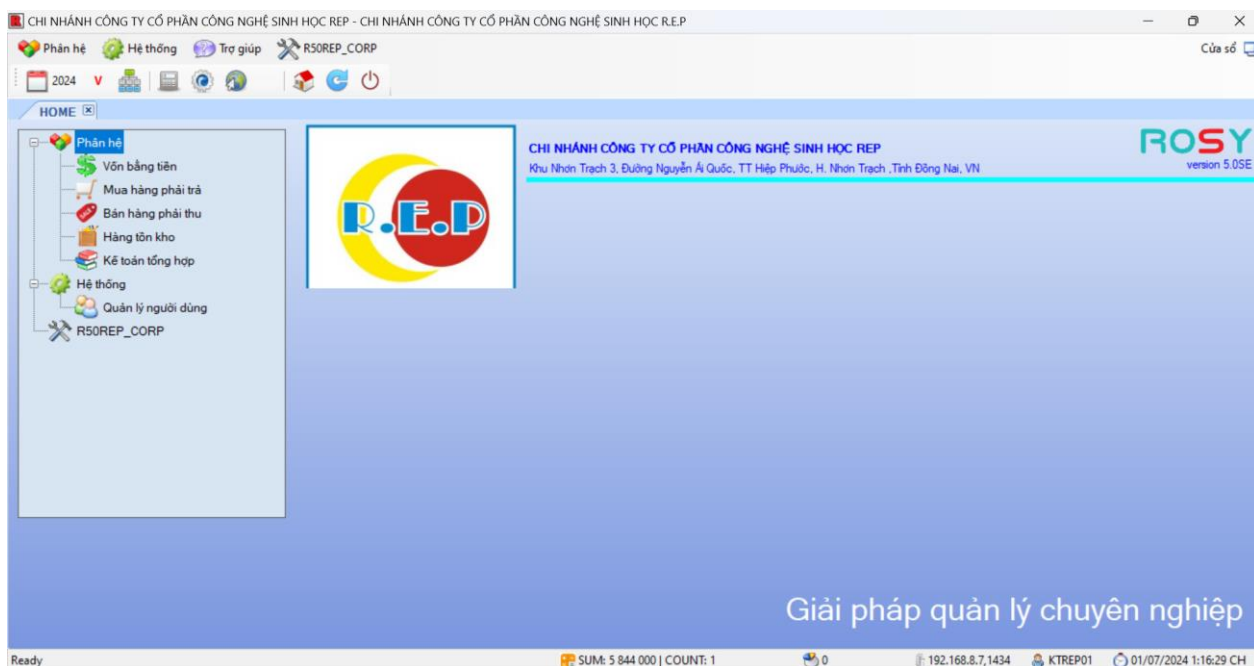 CHI NHÁNH CÔNG TY CỔ PHẦN CÔNG NGHỆ SINH HỌC REP - CHI NHÁNH CÔNG TY CỔ PHẦN CÔNG NGHỆ SINH HỌC R.E.P
Phân hệ Hệ thống Trợ giúp R50REP_CORP Cửa sổ
2024 V
HOME
Phân hệ
Vốn bằng tiền
Mua hàng phải trả
Bán hàng phải thu
Hàng tồn kho
Kế toán tổng hợp
Hệ thống
Quản lý người dùng
R50REP_CORP
R.E.P
CHI NHÁNH CÔNG TY CỔ PHẦN CÔNG NGHỆ SINH HỌC REP
Khu Nhơn Trạch 3, Đường Nguyễn Ái Quốc, TT Hiệp Phước, H. Nhơn Trạch ,Tỉnh Đồng Nai, VN
ROSY
version 5.0SE
Giải pháp quản lý chuyên nghiệp
Ready SUM: 5 844 000 | COUNT: 1 0 192.168.8.7,1434 KTREP01 01/07/2024 1:16:29 CH